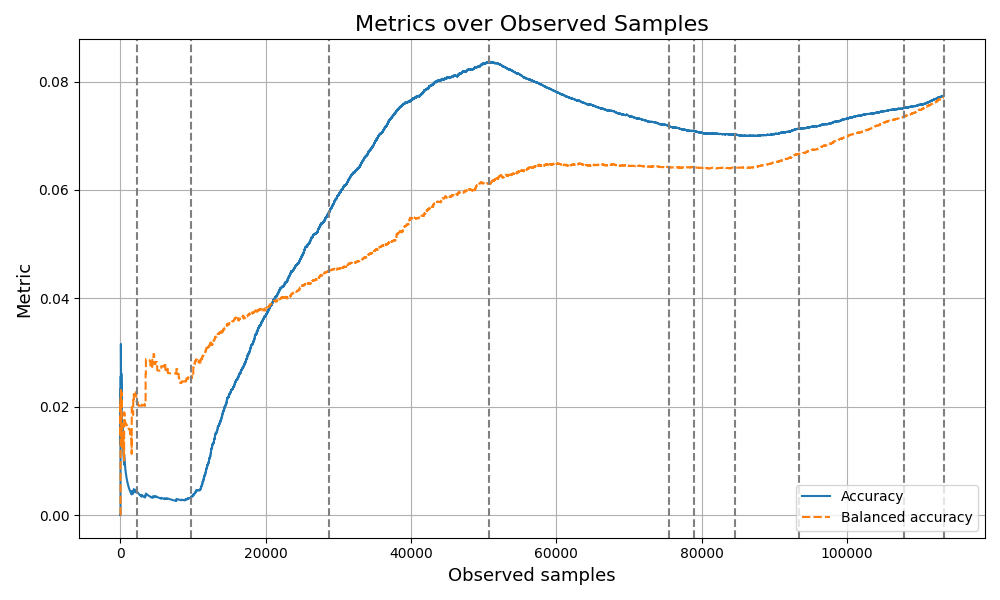 Metrics over Observed Samples
Metric
0.08
0.06
0.04
0.02
0.00
0
20000
40000
60000
80000
100000
Observed samples
Accuracy
Balanced accuracy